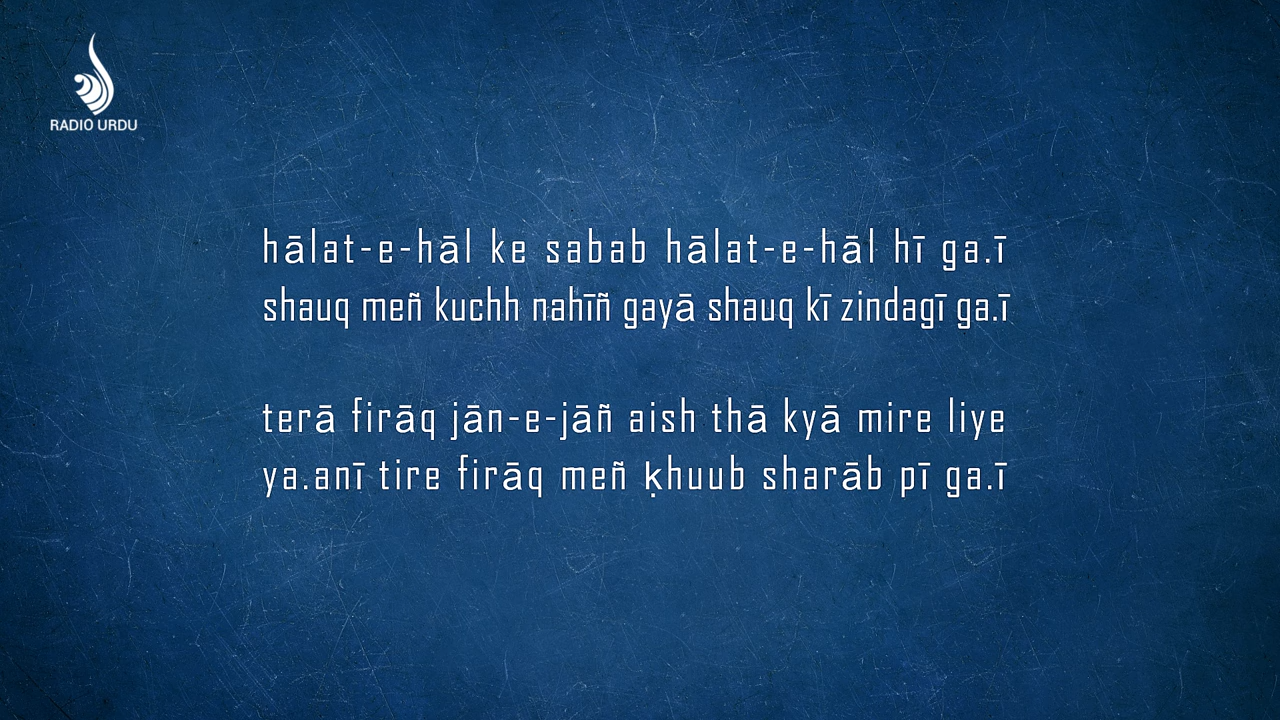 RADIO URDU
hālat-e-hāl ke sabab hālat-e-hāl hī ga.ī
shauq meñ kuchh nahīñ gayā shauq kī zindagī ga.ī
terā firāq jān-e-jāñ aish thā kyā mire liye
ya.anī tire firāq meñ ḳhuub sharāb pī ga.ī